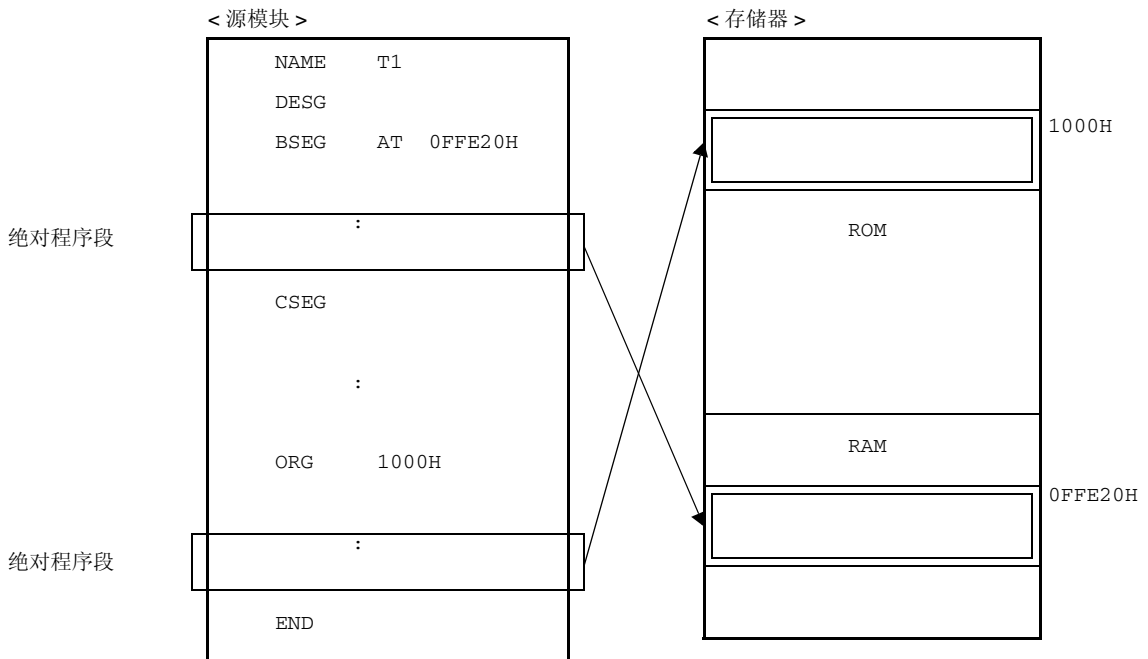 < 源模块 >
NAME T1
DESG
BSEG AT 0FFE20H
绝对程序段
:
CSEG
:
ORG 1000H
绝对程序段
:
END
< 存储器 >
1000H
ROM
RAM
0FFE20H